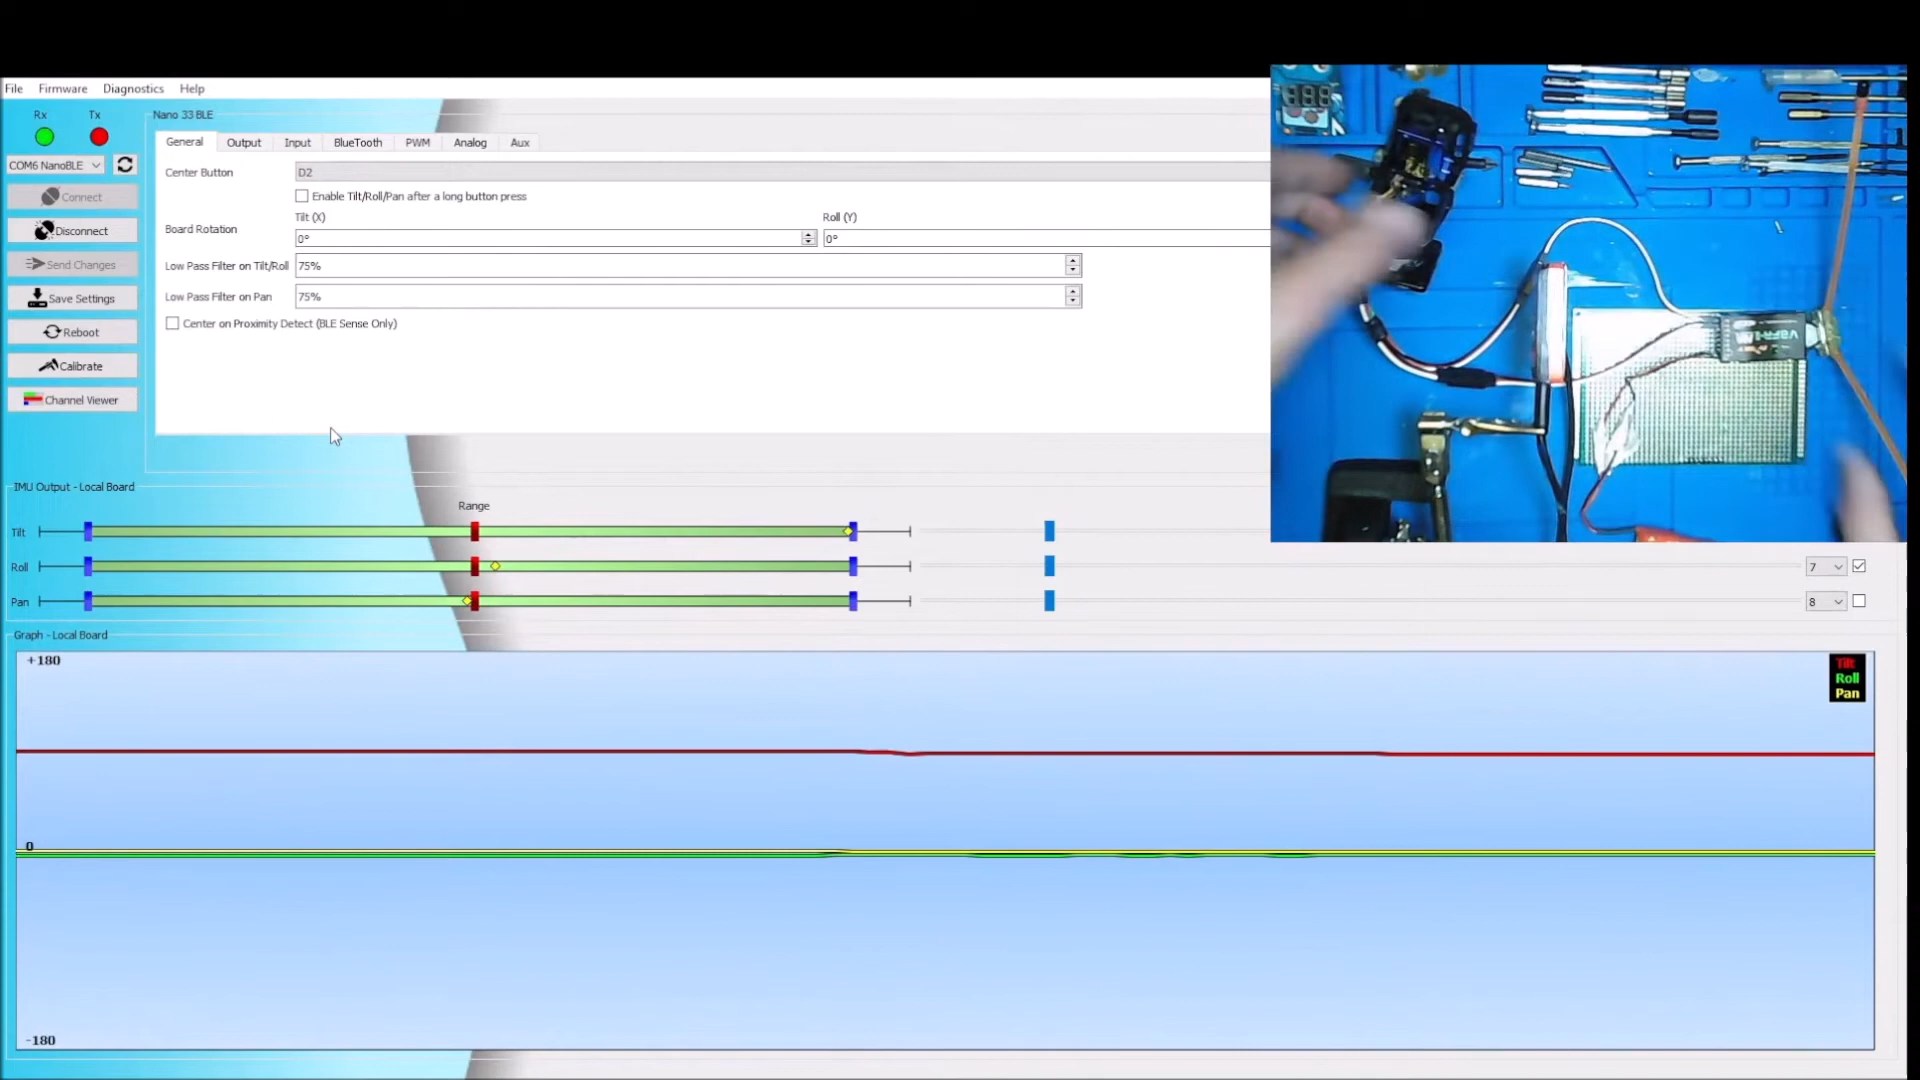 File Firmware Diagnostics Help
Rx Tx
COM6 NanoBLE
Connect
Disconnect
Send Changes
Save Settings
Reboot
Calibrate
Channel Viewer
Nano 33 BLE
General Output Input BlueTooth PWM Analog Aux
Center Button D2
Enable Tilt/Roll/Pan after a long button press
Tilt (X) Roll (Y)
Board Rotation 0° 0°
Low Pass Filter on Tilt/Roll 75%
Low Pass Filter on Pan 75%
Center on Proximity Detect (BLE Sense Only)
IMU Output - Local Board
Range
Tilt
Roll 7
Pan 8
Graph - Local Board
+180
0
-180
Tilt
Roll
Pan